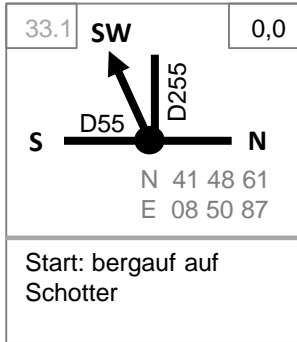 33.1
0,0
SW
D255
D55
S
N
N 41 48 61
E 08 50 87
Start: bergauf auf
Schotter